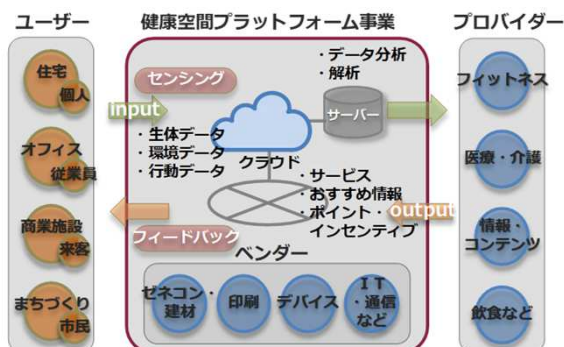 ユーザー
健康空間プラットフォーム事業
プロバイダー
住宅
個人
オフィス
従業員
商業施設
来客
まちづくり
市民
センシング
input
・生体データ
・環境データ
・行動データ
・データ分析
・解析
サーバー
クラウド
・サービス
・おすすめ情報
・ポイント・
インセンティブ
output
フィードバック
ベンダー
ゼネコン・
建材
印刷
デバイス
IT
・通信
など
フィットネス
医療・介護
情報・
コンテンツ
飲食など